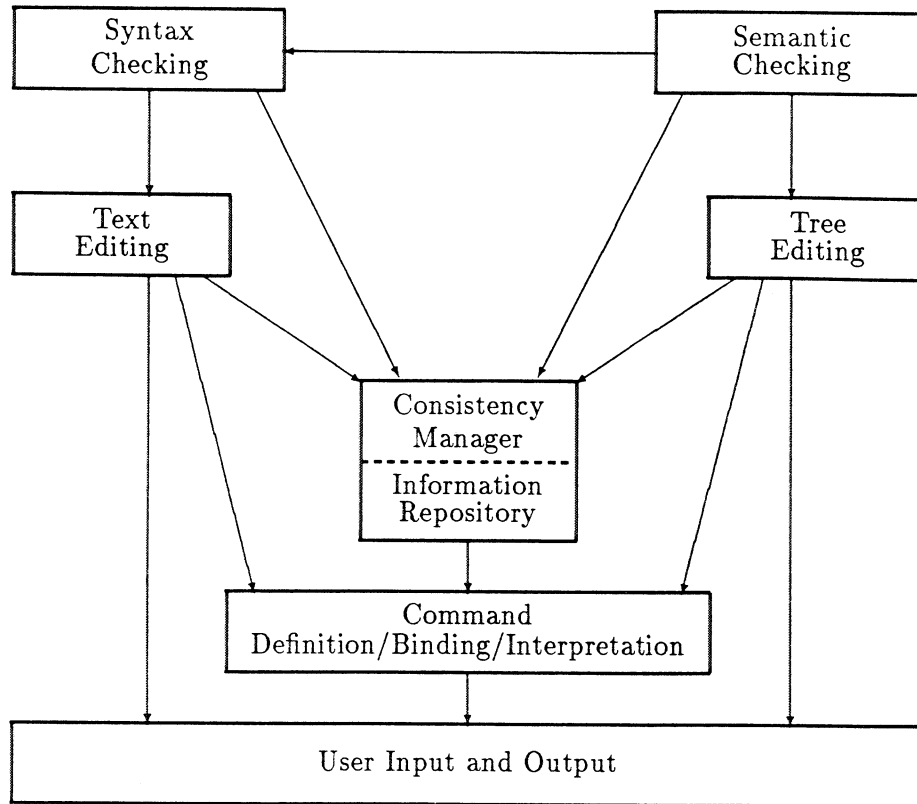 Syntax
Checking
Semantic
Checking
Text
Editing
Tree
Editing
Consistency
Manager
Information
Repository
Command
Definition/Binding/Interpretation
User Input and Output